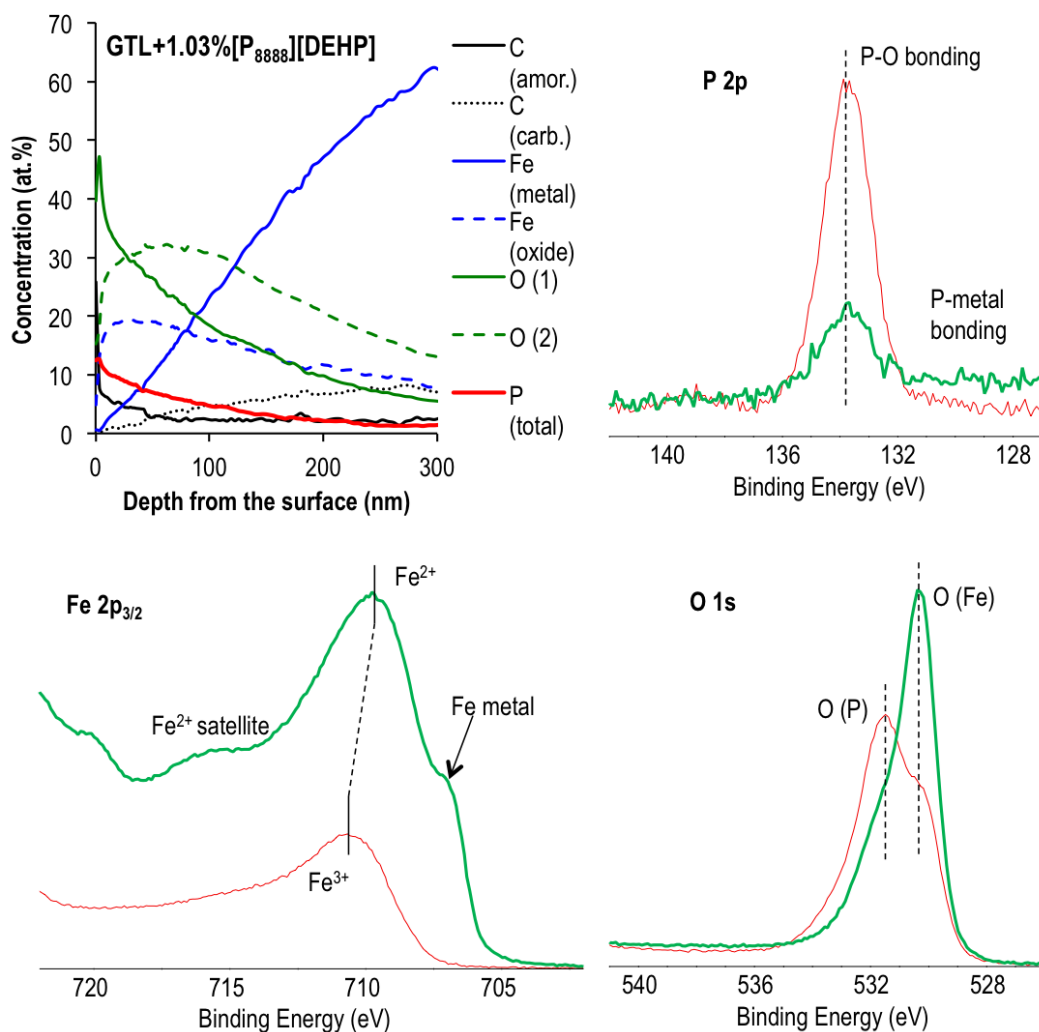 GTL+1.03%[P8888][DEHP]
70
60
50
40
30
20
10
0
Concentration (at.%)
0 100 200 300
Depth from the surface (nm)
C
(amor.)
C
(carb.)
Fe
(metal)
Fe
(oxide)
O (1)
O (2)
P
(total)
P 2p
P-O bonding
P-metal
bonding
140 136 132 128
Binding Energy (eV)
Fe 2p3/2
Fe2+
Fe2+ satellite
Fe metal
Fe3+
720 715 710 705
Binding Energy (eV)
O 1s
O (Fe)
O (P)
540 536 532 528
Binding Energy (eV)